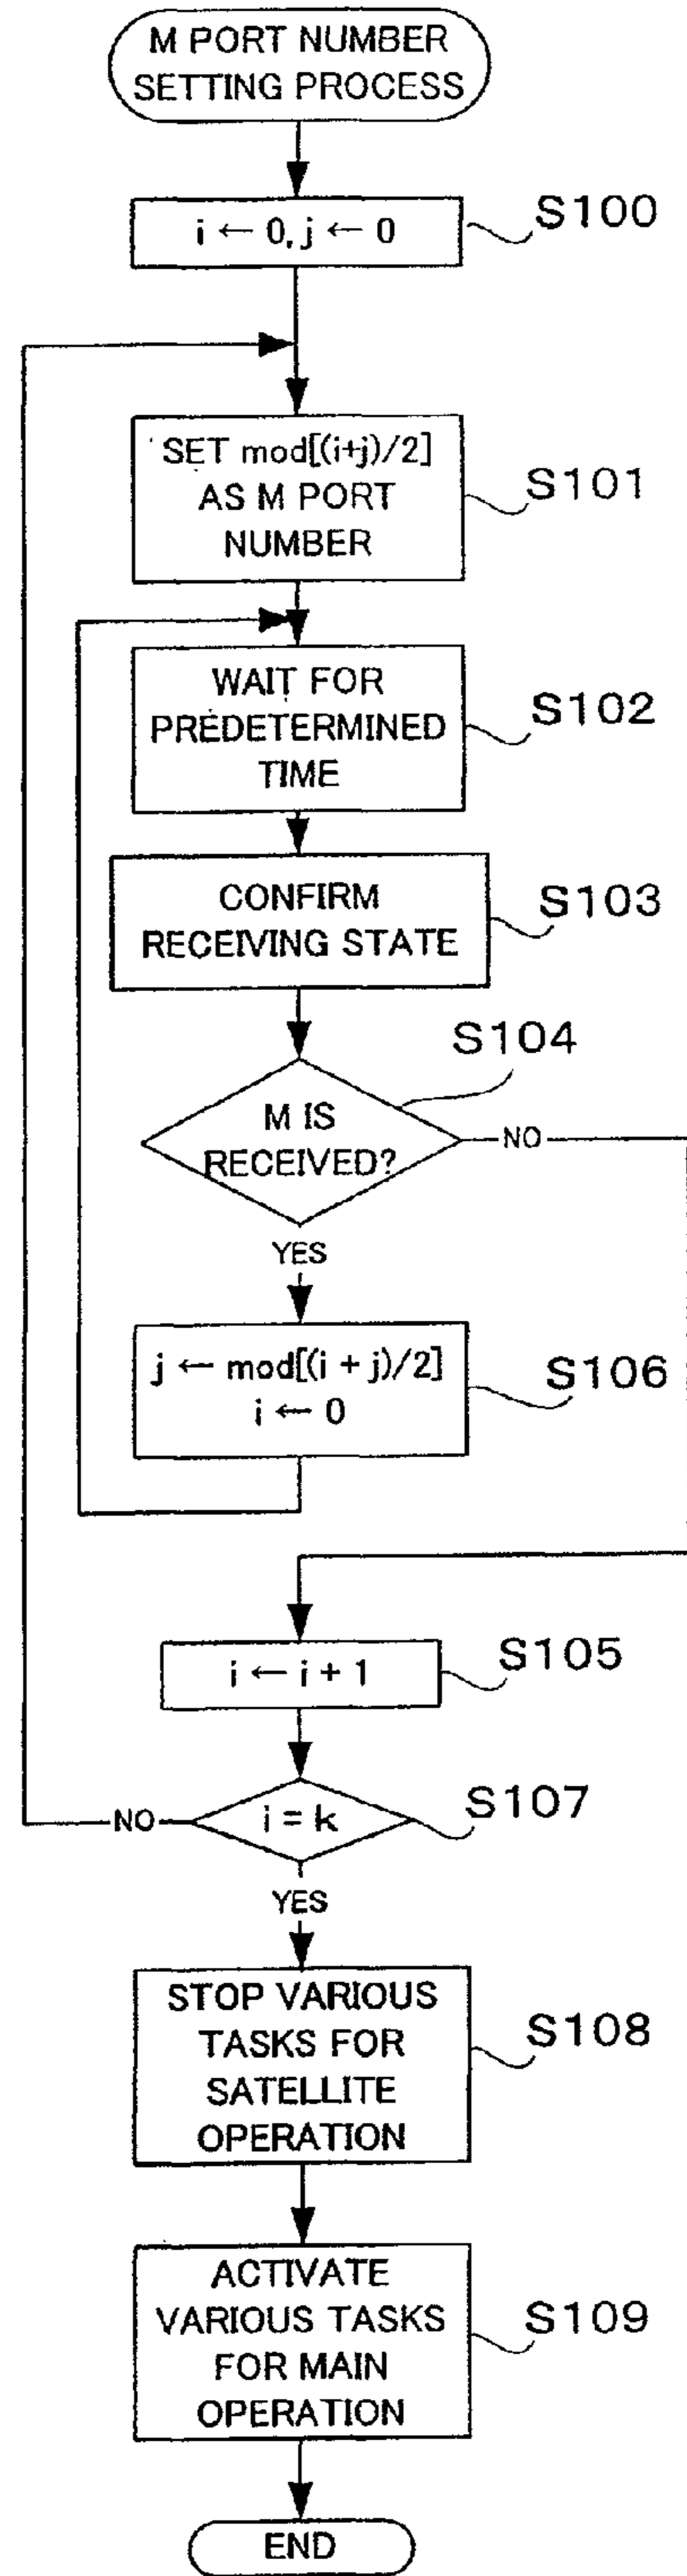 M PORT NUMBER
SETTING PROCESS
i ← 0, j ← 0
S100
SET mod[(i+j)/2]
AS M PORT
NUMBER
S101
WAIT FOR
PREDETERMINED
TIME
S102
CONFIRM
RECEIVING STATE
S103
S104
M IS
RECEIVED?
NO
YES
j ← mod[(i + j)/2]
i ← 0
S106
i ← i + 1
S105
i = k
S107
NO
YES
STOP VARIOUS
TASKS FOR
SATELLITE
OPERATION
S108
ACTIVATE
VARIOUS TASKS
FOR MAIN
OPERATION
S109
END